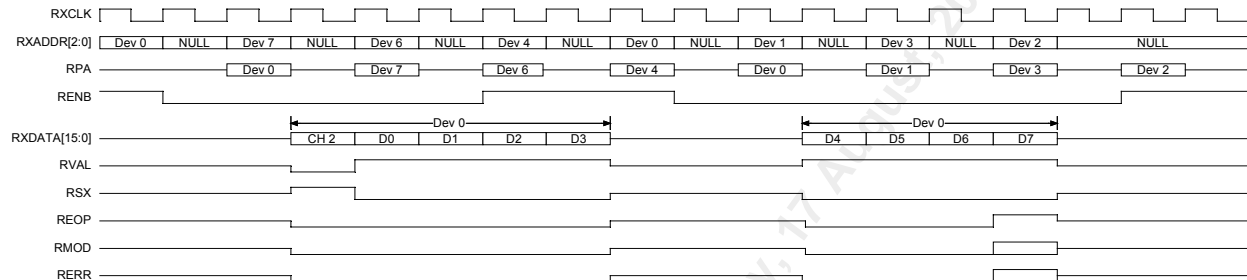 RXCLK
RXADDR[2:0] Dev 0 NULL Dev 7 NULL Dev 6 NULL Dev 4 NULL Dev 0 NULL Dev 1 NULL Dev 3 NULL Dev 2 NULL
RPA Dev 0 Dev 7 Dev 6 Dev 4 Dev 0 Dev 1 Dev 3 Dev 2
RENB
Dev 0 Dev 0
RXDATA[15:0] CH 2 D0 D1 D2 D3 D4 D5 D6 D7
RVAL
RSX
REOP
RMOD
RERR
17 August, 20